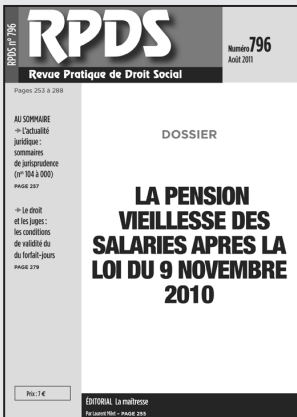 RPDS n° 796
RPDS
Revue Pratique de Droit Social
Numéro 796
Août 2011
Pages 253 à 288
AU SOMMAIRE
➔ L'actualité
juridique :
sommaires
de jurisprudence
(n° 104 à 000)
PAGE 257
➔ Le droit
et les juges :
les conditions
de validité du
du forfait-jours
PAGE 279
Prix : 7 €
DOSSIER
LA PENSION
VIEILLESSE DES
SALARIES APRES LA
LOI DU 9 NOVEMBRE
2010
ÉDITORIAL La maîtresse
Par Laurent Milet – PAGE 255